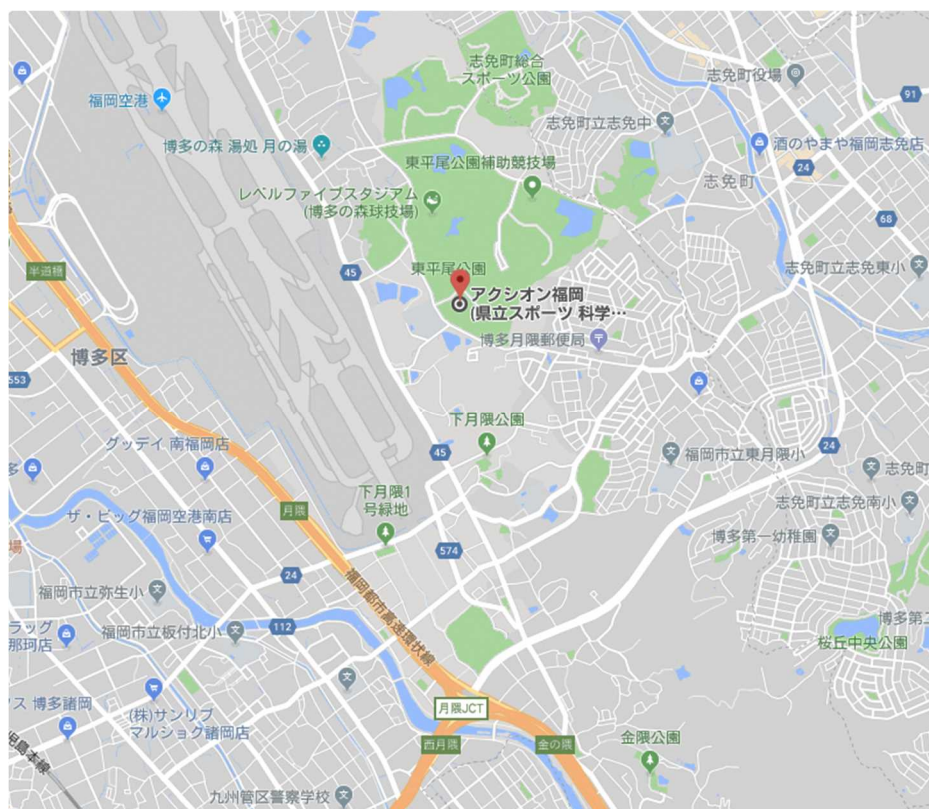 志免町総合
スポーツ公園
志免町役場
91
福岡空港
志免町立志免中
博多の森 湯処 月の湯
酒のやまや福岡志免店
東平尾公園補助競技場
24
志免町
レベルファイブスタジアム
(博多の森球技場)
68
半道橋
45
東平尾公園
志免町立志免東小
アクシオン福岡
(県立スポーツ 科学…
博多月隈郵便局
博多区
553
下月隈公園
グッデイ 南福岡店
45
24
福岡市立東月隈小
志免町
下月隈1
号緑地
志免町立志免南小
月隈
ザ・ビッグ福岡空港南店
場
博多第一幼稚園
574
24
福岡市立弥生小
福岡都市高速環状線
112
福岡市立板付北小
ラッグ
那珂店
博多第二
桜丘中央公園
ス 博多諸岡
(株)サンリブ
マルショク諸岡店
月隈JCT
西月隈
金の隈
金隈公園
児島本線
九州管区警察学校